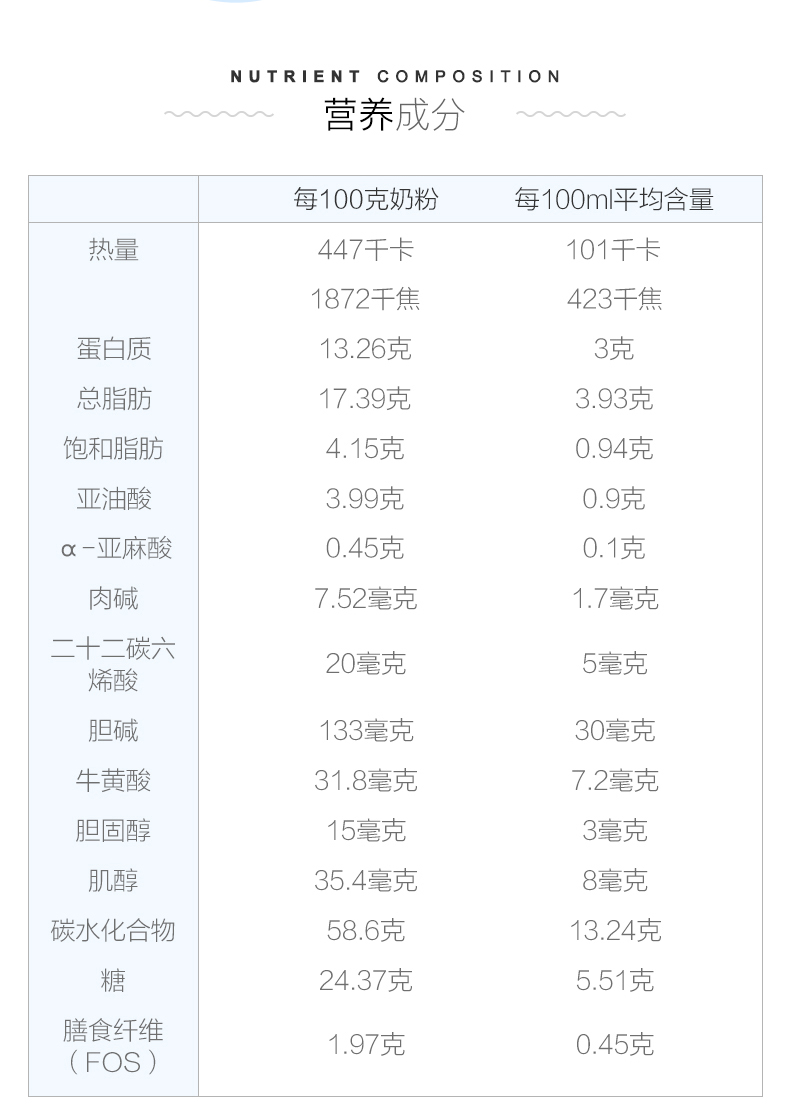 NUTRIENT COMPOSITION
营养成分
每100克奶粉 每100ml平均含量
热量 447千卡 101千卡
1872千焦 423千焦
蛋白质 13.26克 3克
总脂肪 17.39克 3.93克
饱和脂肪 4.15克 0.94克
亚油酸 3.99克 0.9克
α-亚麻酸 0.45克 0.1克
肉碱 7.52毫克 1.7毫克
二十二碳六
烯酸 20毫克 5毫克
胆碱 133毫克 30毫克
牛黄酸 31.8毫克 7.2毫克
胆固醇 15毫克 3毫克
肌醇 35.4毫克 8毫克
碳水化合物 58.6克 13.24克
糖 24.37克 5.51克
膳食纤维
（FOS） 1.97克 0.45克